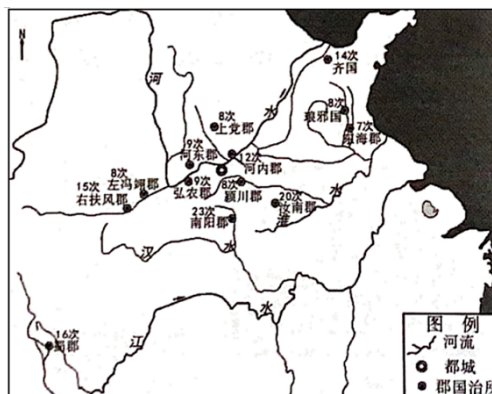 N
14次
齐国
河
水
8次
上党郡
8次
琅邪国
7次
东海郡
9次
河东郡
12次
河内郡
8次
左冯翊郡
15次
右扶风郡
9次
弘农郡
8次
颍川郡
20次
汝南郡
淮
水
23次
南阳郡
汉
水
江
水
16次
蜀郡
图例
河流
都城
郡国治所